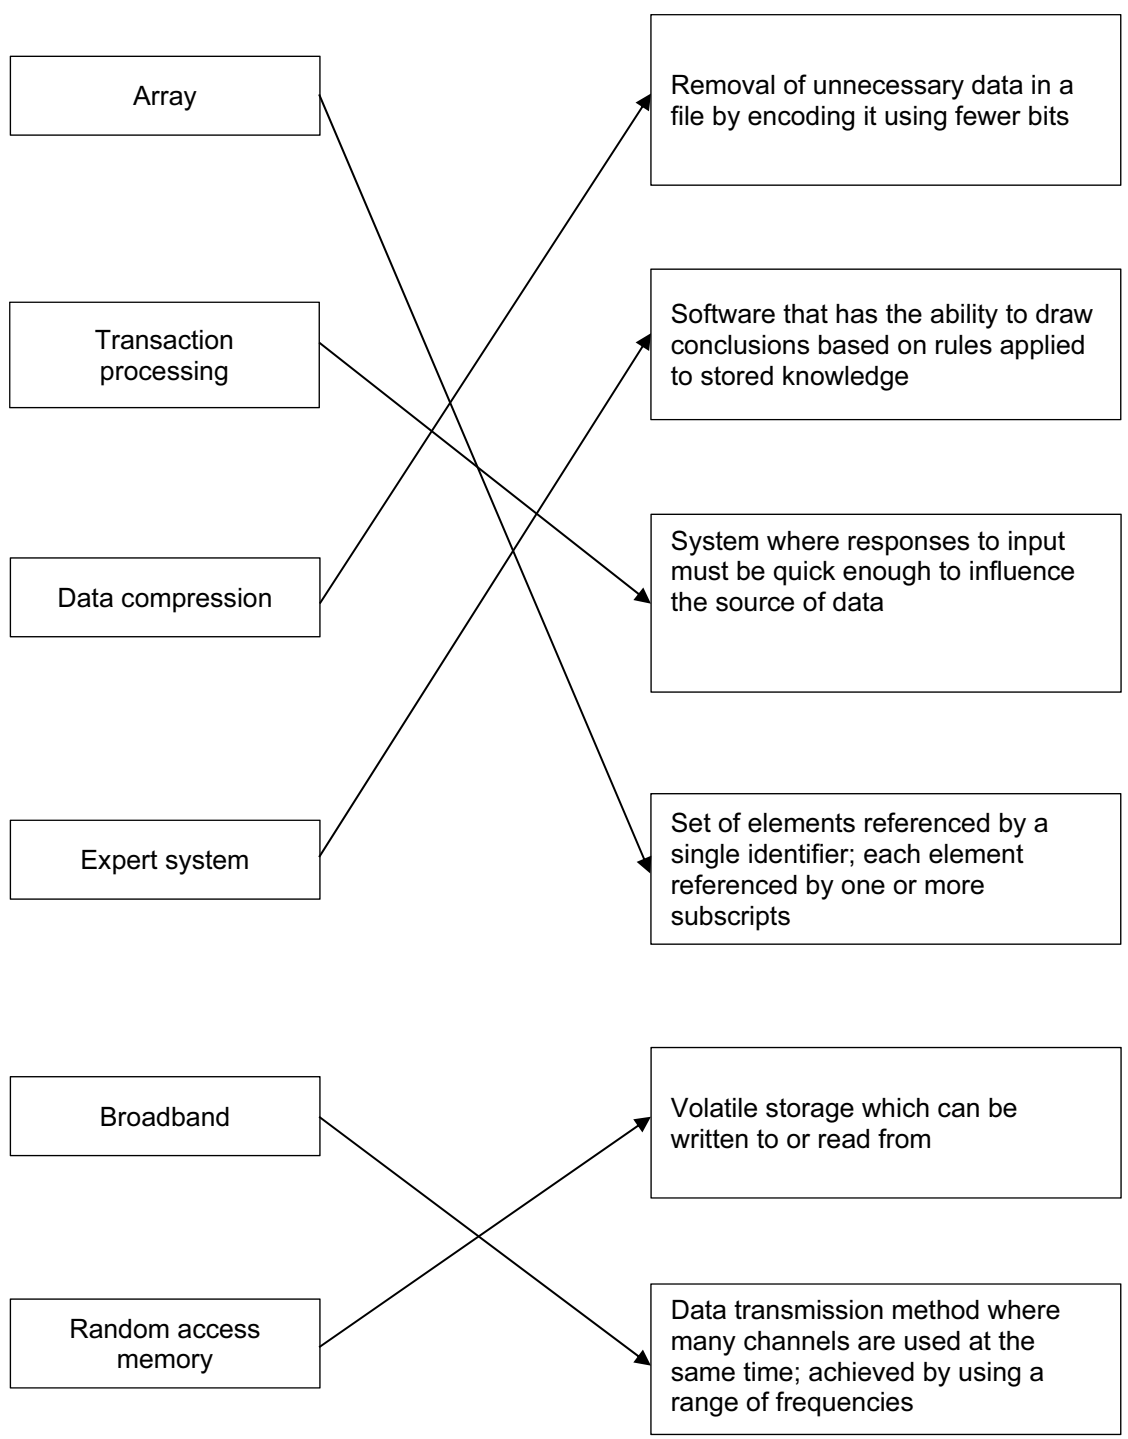 Array
Removal of unnecessary data in a
file by encoding it using fewer bits
Transaction
processing
Software that has the ability to draw
conclusions based on rules applied
to stored knowledge
Data compression
System where responses to input
must be quick enough to influence
the source of data
Expert system
Set of elements referenced by a
single identifier; each element
referenced by one or more
subscripts
Broadband
Volatile storage which can be
written to or read from
Random access
memory
Data transmission method where
many channels are used at the
same time; achieved by using a
range of frequencies